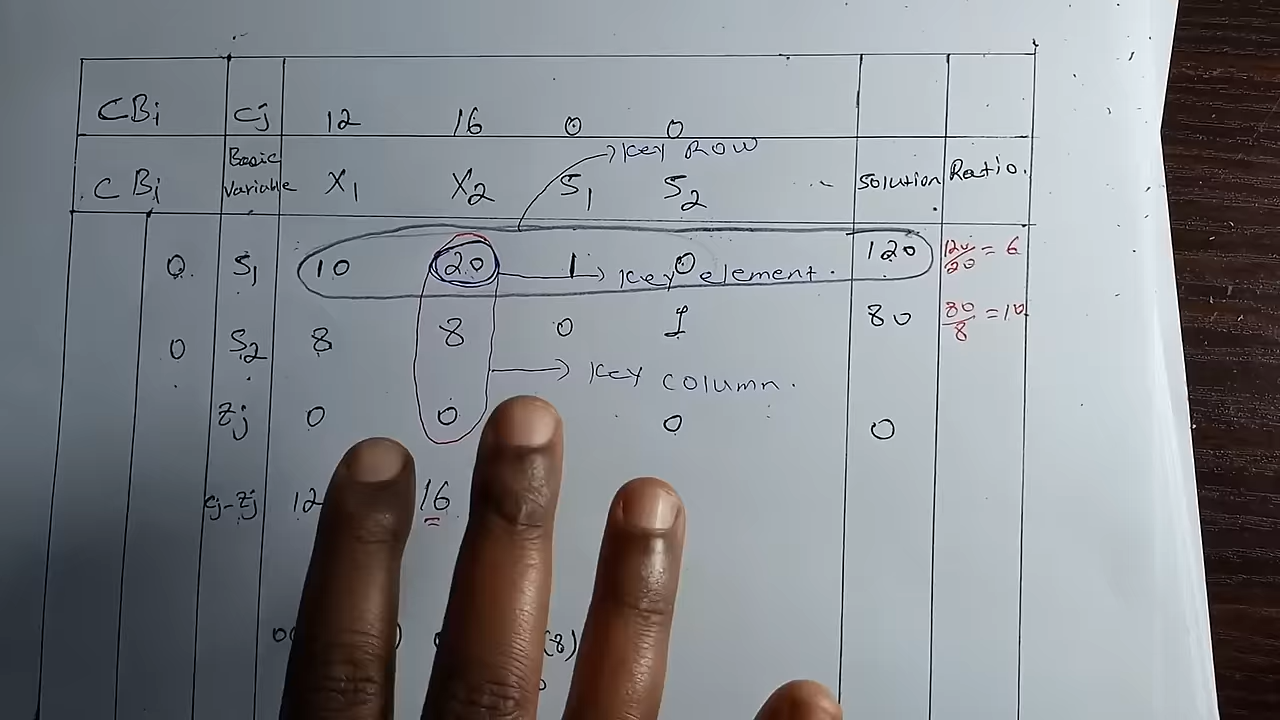 CBi Cj 12 16 0 0
Key Row
CBi Basic Variable X1 X2 S1 S2 Solution Ratio.
0. S1 10 20 1 0 120 120/20 = 6
Key element.
0 S2 8 8 0 1 80 80/8 = 10
Key column.
Zj 0 0 0 0
Cj-Zj 12 16
(8)